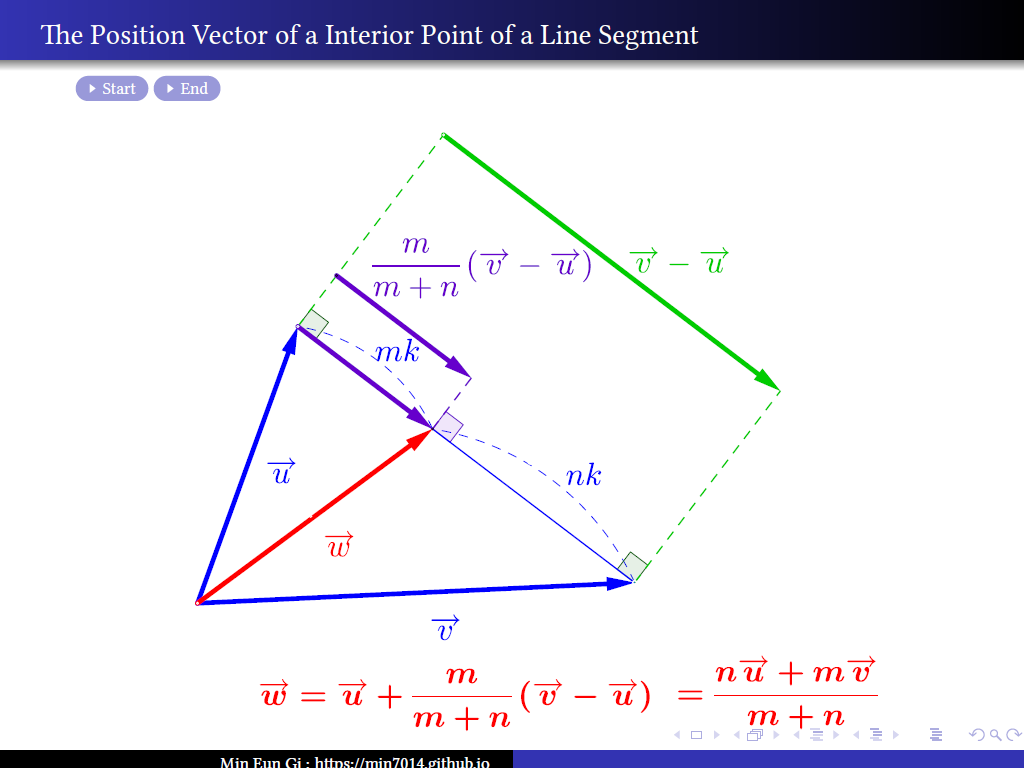 The Position Vector of a Interior Point of a Line Segment
Start End
$\frac{m}{m+n}(\overrightarrow{v} - \overrightarrow{u})$
$\overrightarrow{v} - \overrightarrow{u}$
$mk$
$\overrightarrow{u}$
$nk$
$\overrightarrow{w}$
$\overrightarrow{v}$
$\overrightarrow{w} = \overrightarrow{u} + \frac{m}{m+n}(\overrightarrow{v} - \overrightarrow{u}) = \frac{n\overrightarrow{u} + m\overrightarrow{v}}{m+n}$
Min Eun Gi : https://min7014.github.io